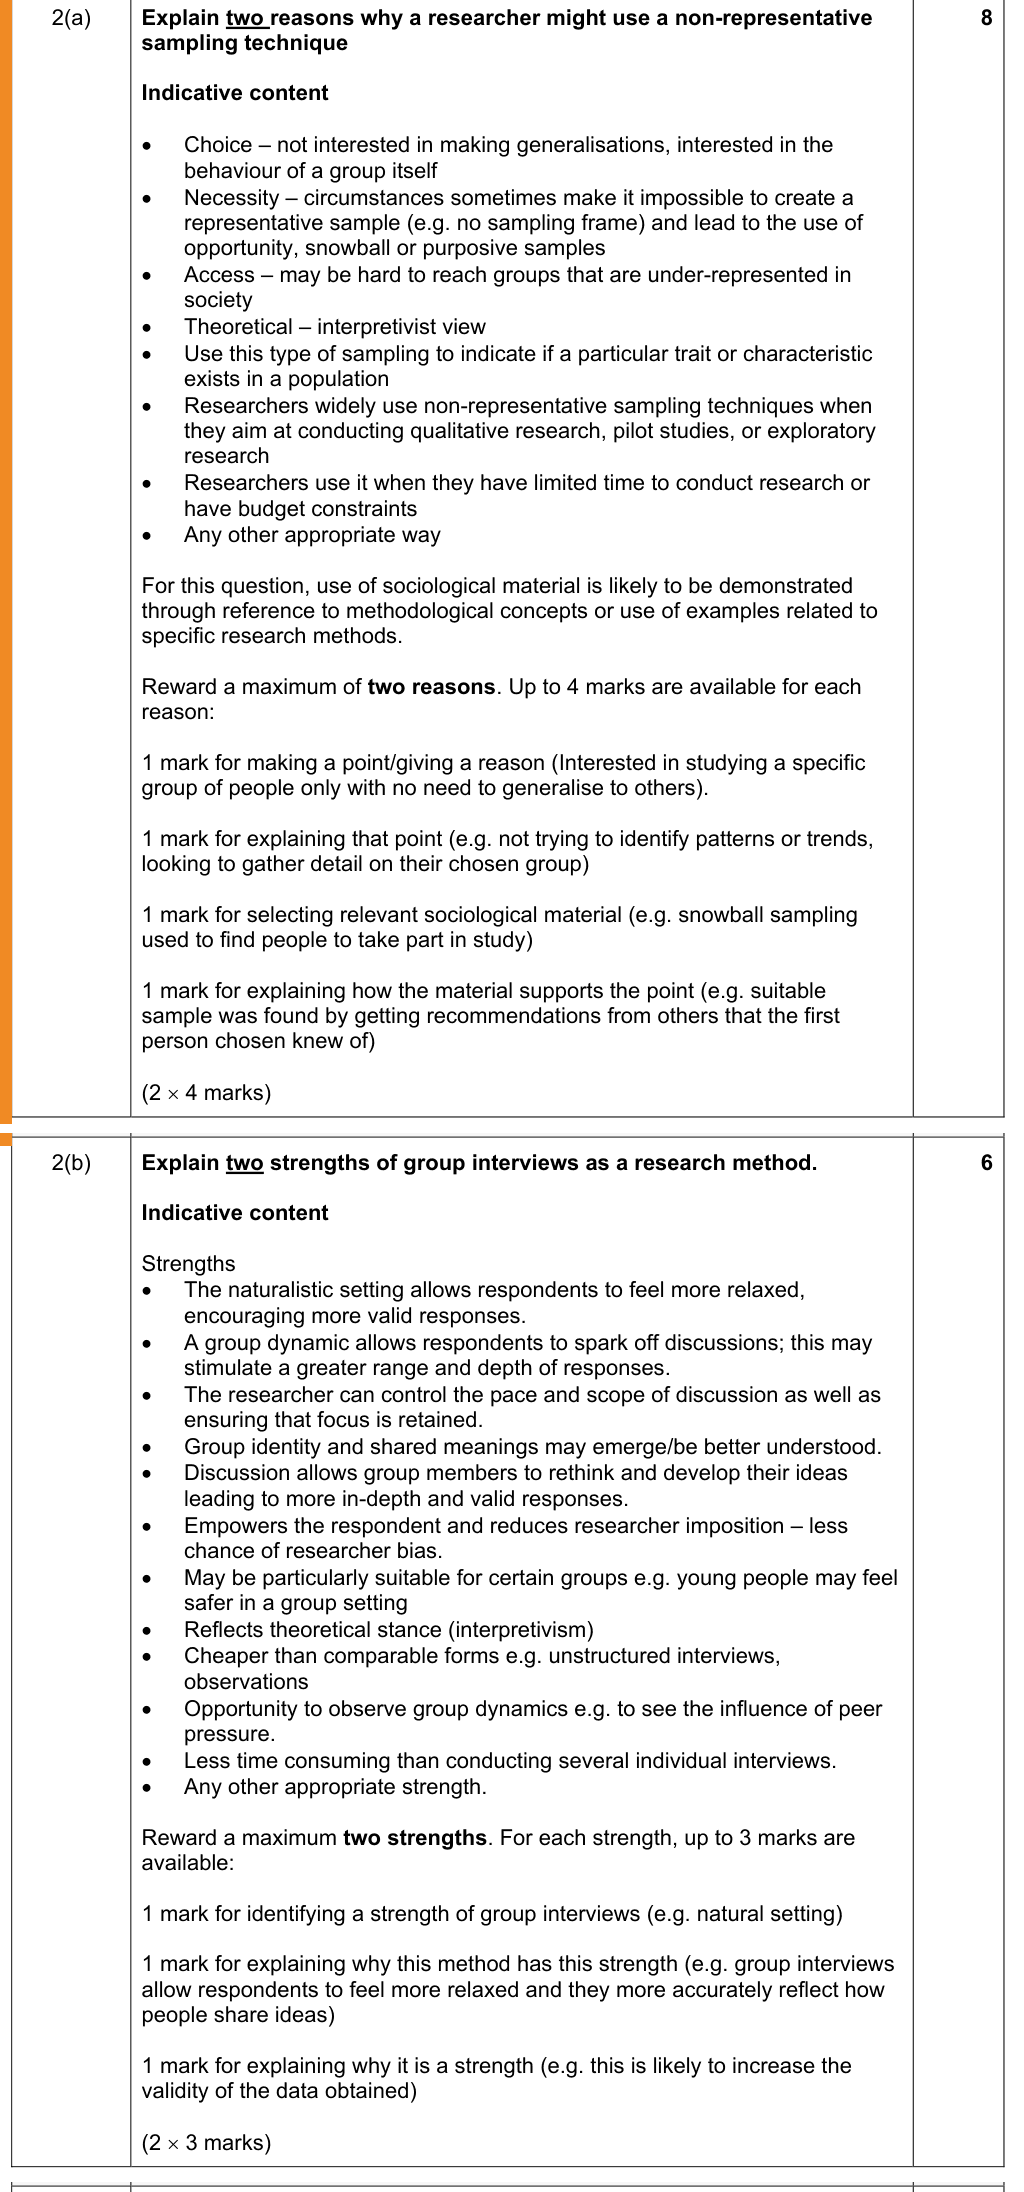 2(a)
Explain two reasons why a researcher might use a non-representative
8
sampling technique
Indicative content
• Choice – not interested in making generalisations, interested in the
behaviour of a group itself
• Necessity – circumstances sometimes make it impossible to create a
representative sample (e.g. no sampling frame) and lead to the use of
opportunity, snowball or purposive samples
• Access – may be hard to reach groups that are under-represented in
society
• Theoretical – interpretivist view
• Use this type of sampling to indicate if a particular trait or characteristic
exists in a population
• Researchers widely use non-representative sampling techniques when
they aim at conducting qualitative research, pilot studies, or exploratory
research
• Researchers use it when they have limited time to conduct research or
have budget constraints
• Any other appropriate way
For this question, use of sociological material is likely to be demonstrated
through reference to methodological concepts or use of examples related to
specific research methods.
Reward a maximum of two reasons. Up to 4 marks are available for each
reason:
1 mark for making a point/giving a reason (Interested in studying a specific
group of people only with no need to generalise to others).
1 mark for explaining that point (e.g. not trying to identify patterns or trends,
looking to gather detail on their chosen group)
1 mark for selecting relevant sociological material (e.g. snowball sampling
used to find people to take part in study)
1 mark for explaining how the material supports the point (e.g. suitable
sample was found by getting recommendations from others that the first
person chosen knew of)
(2 × 4 marks)
2(b)
Explain two strengths of group interviews as a research method.
6
Indicative content
Strengths
• The naturalistic setting allows respondents to feel more relaxed,
encouraging more valid responses.
• A group dynamic allows respondents to spark off discussions; this may
stimulate a greater range and depth of responses.
• The researcher can control the pace and scope of discussion as well as
ensuring that focus is retained.
• Group identity and shared meanings may emerge/be better understood.
• Discussion allows group members to rethink and develop their ideas
leading to more in-depth and valid responses.
• Empowers the respondent and reduces researcher imposition – less
chance of researcher bias.
• May be particularly suitable for certain groups e.g. young people may feel
safer in a group setting
• Reflects theoretical stance (interpretivism)
• Cheaper than comparable forms e.g. unstructured interviews,
observations
• Opportunity to observe group dynamics e.g. to see the influence of peer
pressure.
• Less time consuming than conducting several individual interviews.
• Any other appropriate strength.
Reward a maximum two strengths. For each strength, up to 3 marks are
available:
1 mark for identifying a strength of group interviews (e.g. natural setting)
1 mark for explaining why this method has this strength (e.g. group interviews
allow respondents to feel more relaxed and they more accurately reflect how
people share ideas)
1 mark for explaining why it is a strength (e.g. this is likely to increase the
validity of the data obtained)
(2 × 3 marks)